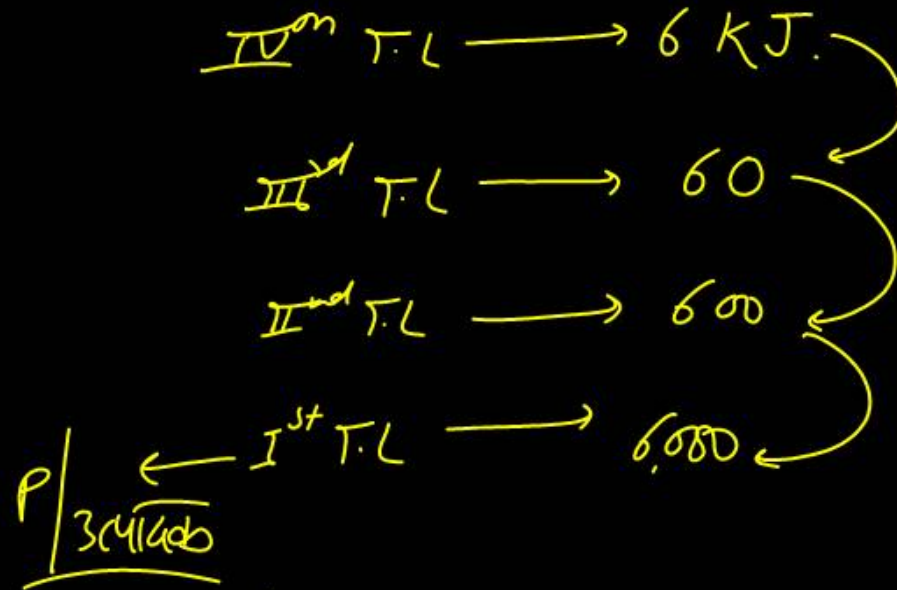 IVth T.L → 6 KJ.
IIIrd T.L → 60
IInd T.L → 600
Ist T.L → 6,000
P/